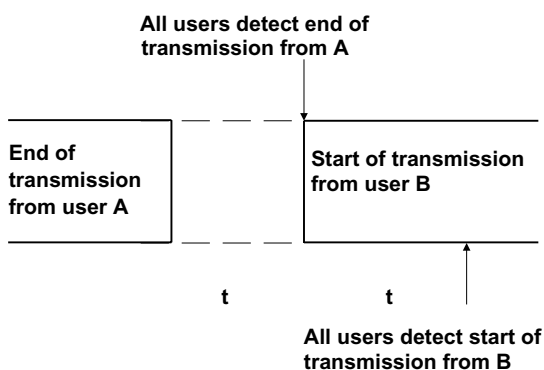 All users detect end of
transmission from A
End of
transmission
from user A
Start of transmission
from user B
t
t
All users detect start of
transmission from B